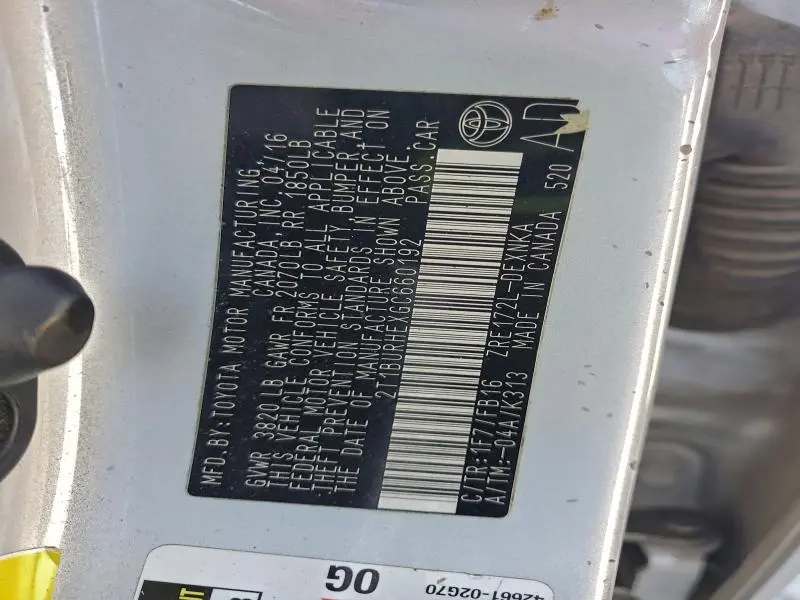 MFD. BY: TOYOTA MOTOR MANUFACTURING,
CANADA INC. 04/16
GVWR 3820LB GAWR FR 2070LB RR 1850LB
THIS VEHICLE CONFORMS TO ALL APPLICABLE
FEDERAL MOTOR VEHICLE SAFETY, BUMPER, AND
THEFT PREVENTION STANDARDS IN EFFECT ON
THE DATE OF MANUFACTURE SHOWN ABOVE.
2T1BURHEXGC660192 PASS.CAR
C/TR:1F7/FB16 ZRE172L-DEXNKA
A/TM:-04A/K313 MADE IN CANADA 520
0G
42661-02G70